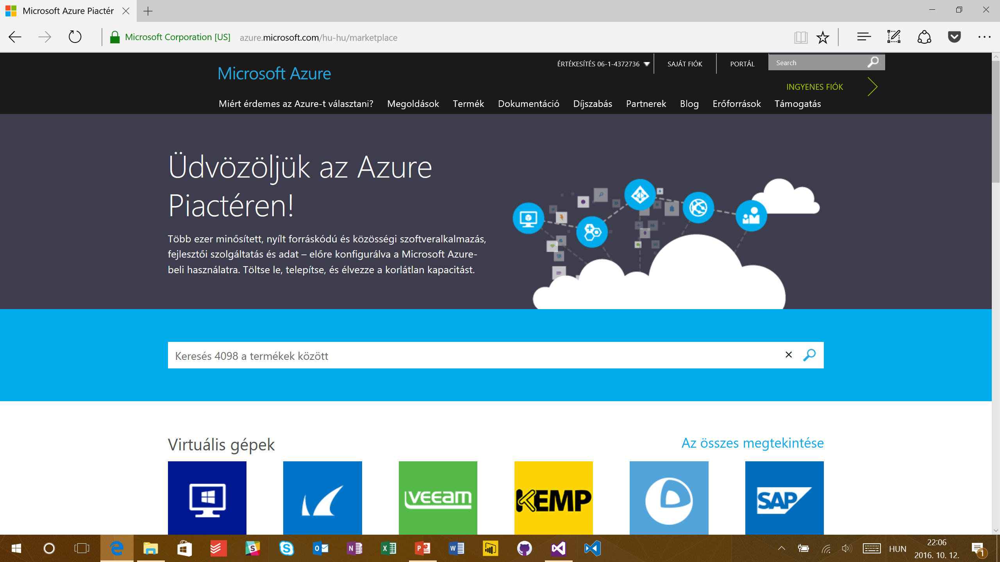 Microsoft Azure Piactér
Microsoft Corporation [US] azure.microsoft.com/hu-hu/marketplace
ÉRTÉKESÍTÉS 06-1-4372736 SAJÁT FIÓK PORTÁL Search
Microsoft Azure
INGYENES FIÓK
Miért érdemes az Azure-t választani? Megoldások Termék Dokumentáció Díjszabás Partnerek Blog Erőforrások Támogatás
Üdvözöljük az Azure
Piactéren!
Több ezer minősített, nyílt forráskódú és közösségi szoftveralkalmazás,
fejlesztői szolgáltatás és adat – előre konfigurálva a Microsoft Azure-
beli használatra. Töltse le, telepítse, és élvezze a korlátlan kapacitást.
Keresés 4098 a termékek között
Virtuális gépek Az összes megtekintése
veeam KEMP SAP
HUN 22:06
2016. 10. 12. 1